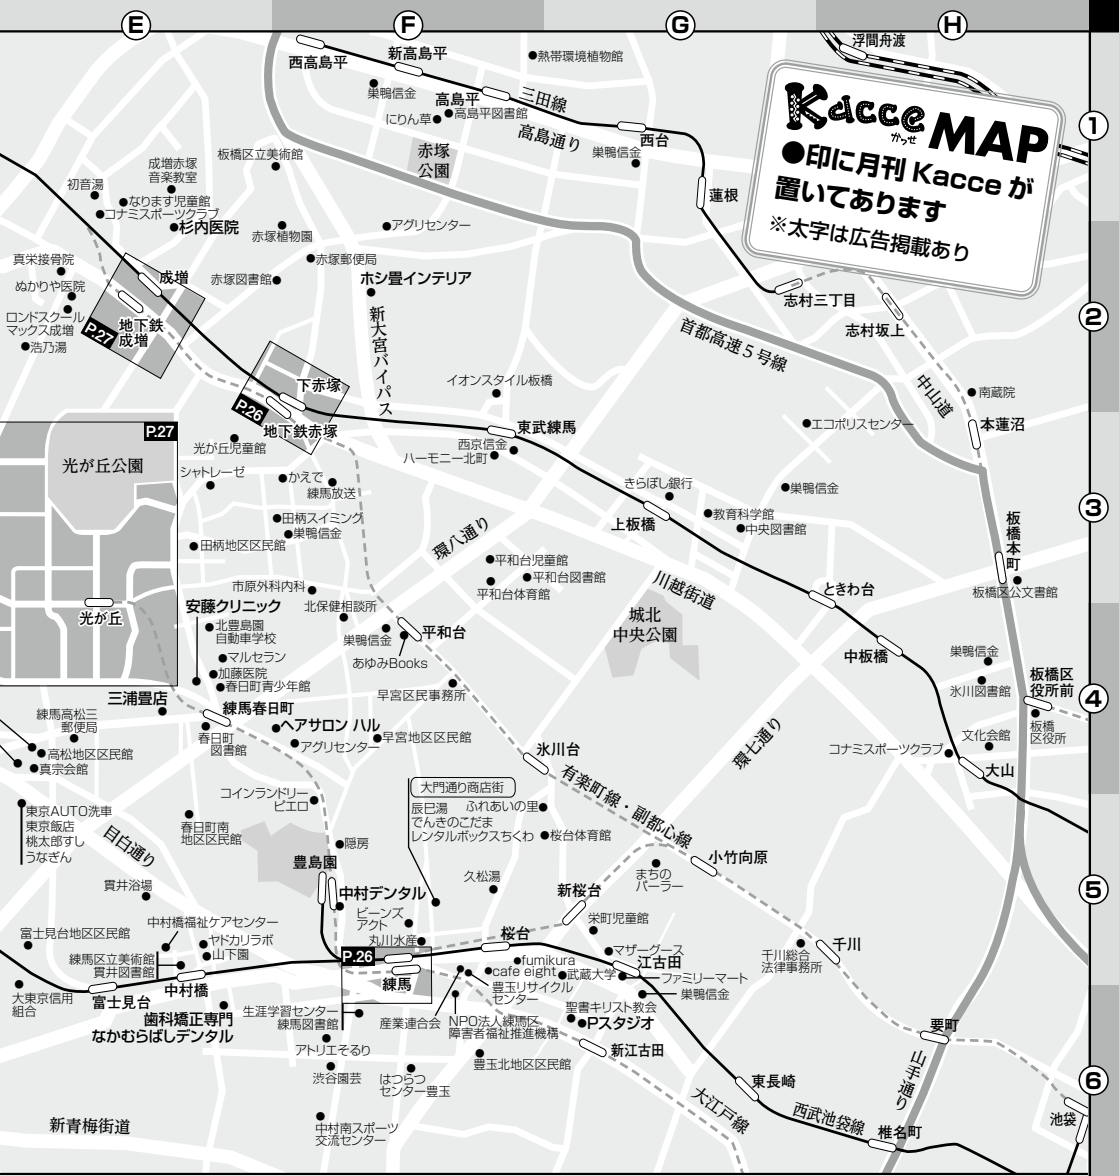 E
F
G
H
①
②
③
④
⑤
⑥
Kacce
かっせ
MAP
●印に月刊 Kacce が
置いてあります
※太字は広告掲載あり
浮間舟渡
西高島平
新高島平
●熱帯環境植物館
巣鴨信金
高島平
三田線
にりん草●
●高島平図書館
高島通り
西台
巣鴨信金
赤塚
公園
蓮根
板橋区立美術館
成増赤塚
音楽教室
初音湯
●なります児童館
●コナミスポーツクラブ
●杉内医院
赤塚植物園
●アグリセンター
真栄接骨院
ぬかりや医院
ロンドスクール
マックス成増
●浩乃湯
成増
地下鉄
成増
P.27
●赤塚郵便局
赤塚図書館●
ホシ畳インテリア
新大宮バイパス
志村三丁目
志村坂上
首都高速5号線
中山道
●南蔵院
本蓮沼
下赤塚
P.26
地下鉄赤塚
イオンスタイル板橋
東武練馬
西京信金
ハーモニー北町
●エコポリスセンター
P.27
光が丘公園
光が丘
光が丘児童館
シャトレーゼ
●かえで
練馬放送
●田柄スイミング
●巣鴨信金
●田柄地区区民館
きらぼし銀行
上板橋
●巣鴨信金
●教育科学館
●中央図書館
環八通り
川越街道
板橋本町
板橋区公文書館
●平和台児童館
●平和台図書館
平和台体育館
市原外科内科
北保健相談所
安藤クリニック
●北豊島園
自動車学校
巣鴨信金
平和台
あゆみBooks
●マルセラン
●加藤医院
●春日町青少年館
早宮区民事務所
城北
中央公園
ときわ台
中板橋
巣鴨信金
氷川図書館
板橋区
役所前
板橋
区役所
文化会館
コナミスポーツクラブ
大山
三浦畳店
練馬高松三
郵便局
●高松地区区民館
●真宗会館
練馬春日町
春日町
図書館
●ヘアサロン ハル
●アグリセンター
●早宮地区区民館
氷川台
環七通り
有楽町線・副都心線
コインランドリー
ピエロ
大門通り商店街
辰巳湯
ふれあいの里●
でんきのこだま
レンタルボックスちくわ
●桜台体育館
東京AUTO洗車
東京飯店
桃太郎すし
うなぎん
春日町南
地区区民館
目白通り
●隠房
豊島園
中村デンタル
久松湯
まちの
パーラー
小竹向原
新桜台
栄町児童館
貫井浴場
中村橋福祉ケアセンター
富士見台地区区民館
●ヤドカリラボ
●山下園
練馬区立美術館
貫井図書館
ビーンズ
アクト
丸川水産
P.26
練馬
桜台
●マザーグース
江古田
千川
千川総合
法律事務所
大東京信用
組合
富士見台
中村橋
歯科矯正専門
なかむらばしデンタル
●fumikura
●cafe eight
●武蔵大学
豊玉リサイクル
センター
ファミリーマート
巣鴨信金
生涯学習センター
練馬図書館
産業連合会
NPO法人練馬区
障害者福祉推進機構
聖書キリスト教会
●Pスタジオ
新江古田
要町
アトリエそるり
渋谷園芸
はつらつ
センター豊玉
豊玉北地区区民館
新青梅街道
中村南スポーツ
交流センター
大江戸線
東長崎
西武池袋線
椎名町
山手通り
池袋